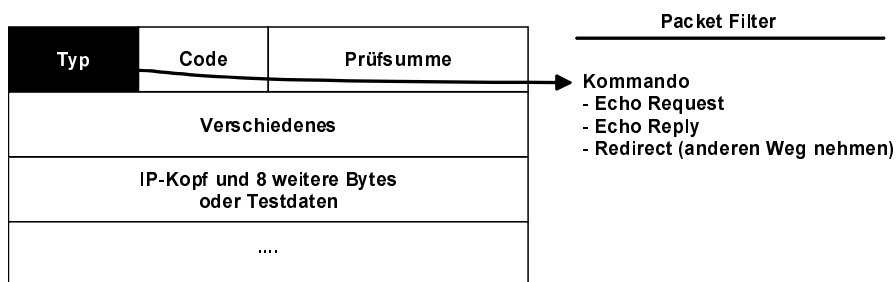 Packet Filter
Typ
Code
Prüfsumme
Kommando
- Echo Request
- Echo Reply
- Redirect (anderen Weg nehmen)
Verschiedenes
IP-Kopf und 8 weitere Bytes
oder Testdaten
....